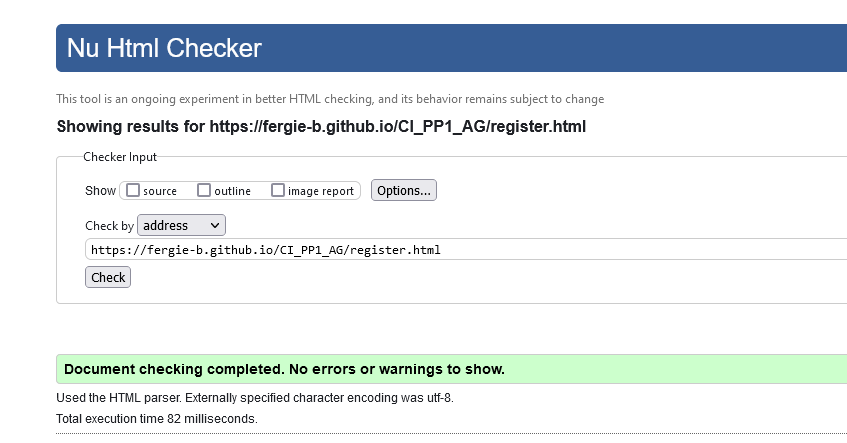 Nu Html Checker
This tool is an ongoing experiment in better HTML checking, and its behavior remains subject to change
Showing results for https://fergie-b.github.io/CI_PP1_AG/register.html
Checker Input
Show source outline image report Options...
Check by address
https://fergie-b.github.io/CI_PP1_AG/register.html
Check
Document checking completed. No errors or warnings to show.
Used the HTML parser. Externally specified character encoding was utf-8.
Total execution time 82 milliseconds.